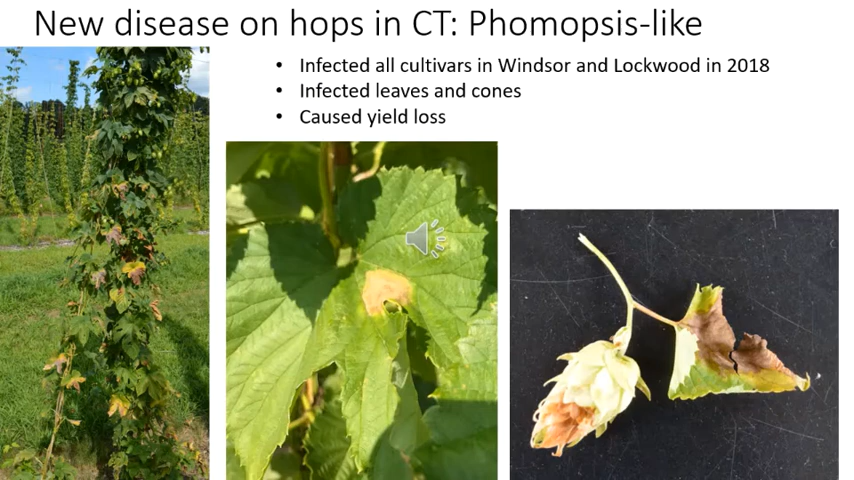 New disease on hops in CT: Phomopsis-like
• Infected all cultivars in Windsor and Lockwood in 2018
• Infected leaves and cones
• Caused yield loss